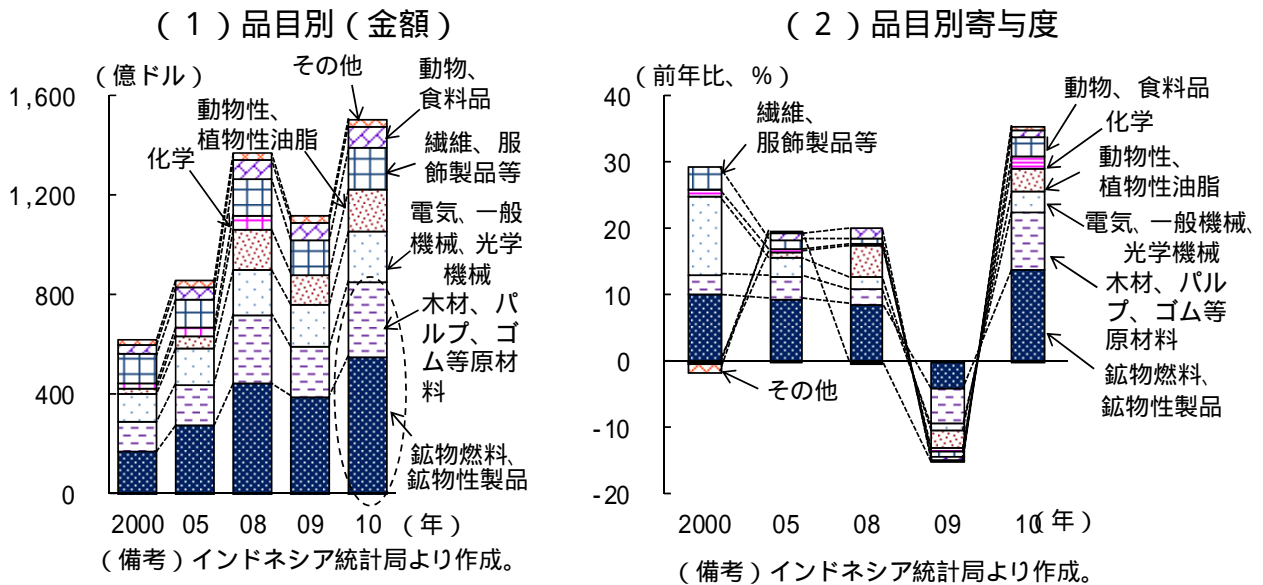 (１)品目別(金額)
(億ドル)
1,600
1,200
800
400
0
2000
05
08
09
10
(年)
その他
動物、
食料品
動物性、
植物性油脂
化学
繊維、服
飾製品等
電気、一般
機械、光学
機械
木材、パ
ルプ、ゴ
ム等原材
料
鉱物燃料、
鉱物性製品
(備考)インドネシア統計局より作成。
(２)品目別寄与度
(前年比、%)
40
30
20
10
0
-10
-20
2000
05
08
09
10
(年)
繊維、
服飾製品等
その他
動物、食料品
化学
動物性、
植物性油脂
電気、一般機械、
光学機械
木材、パル
プ、ゴム等
原材料
鉱物燃料、
鉱物性製品
(備考)インドネシア統計局より作成。